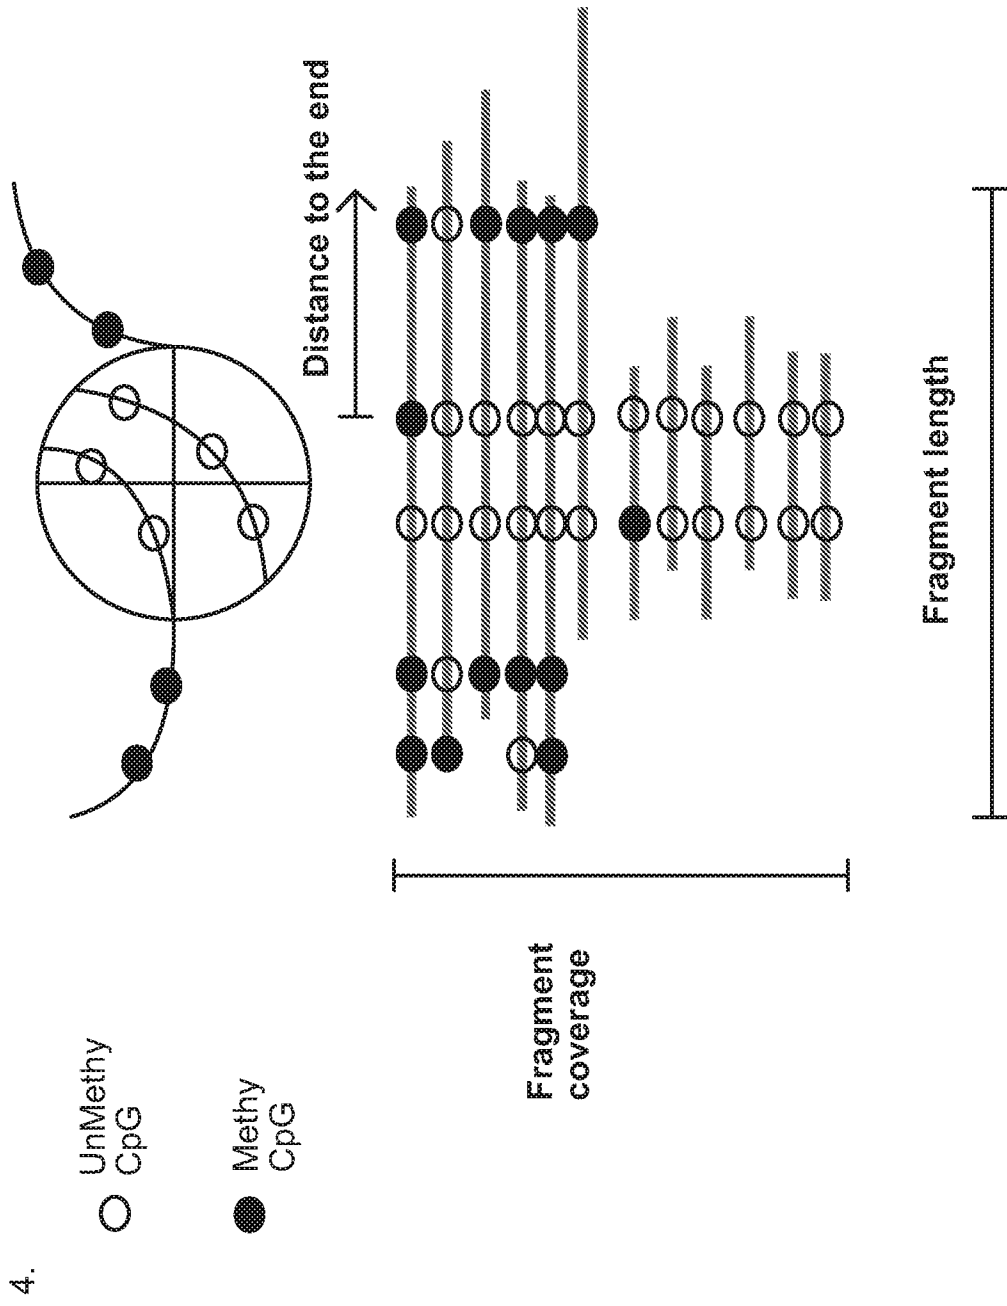 4.
UnMethy
CpG
Methy
CpG
Fragment
coverage
Distance to the end
Fragment length